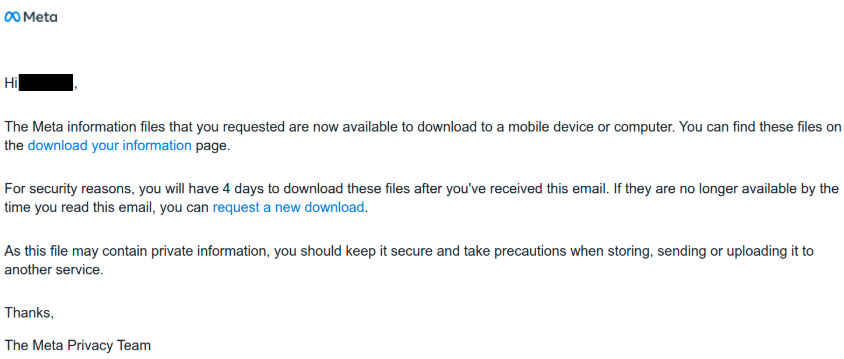 Meta
Hi ,
The Meta information files that you requested are now available to download to a mobile device or computer. You can find these files on
the download your information page.
For security reasons, you will have 4 days to download these files after you've received this email. If they are no longer available by the
time you read this email, you can request a new download.
As this file may contain private information, you should keep it secure and take precautions when storing, sending or uploading it to
another service.
Thanks,
The Meta Privacy Team